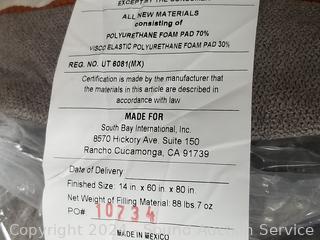 EXCEPT BY THE CONSUMER
ALL NEW MATERIALS
consisting of
POLYURETHANE FOAM PAD 70%
VISCO ELASTIC POLYURETHANE FOAM PAD 30%
REG. NO. UT 6081(MX)
Certification is made by the manufacturer that
the materials in this article are described in
accordance with law
MADE FOR
South Bay International, Inc.
8570 Hickory Ave. Suite 150
Rancho Cucamonga, CA 91739
Date of Delivery
Finished Size: 14 in. x 60 in x 80 in
Net Weight of Filling Material: 88 lbs.7 oz
PO# 10734
MADE IN MEXICO
Copyright Auction Service